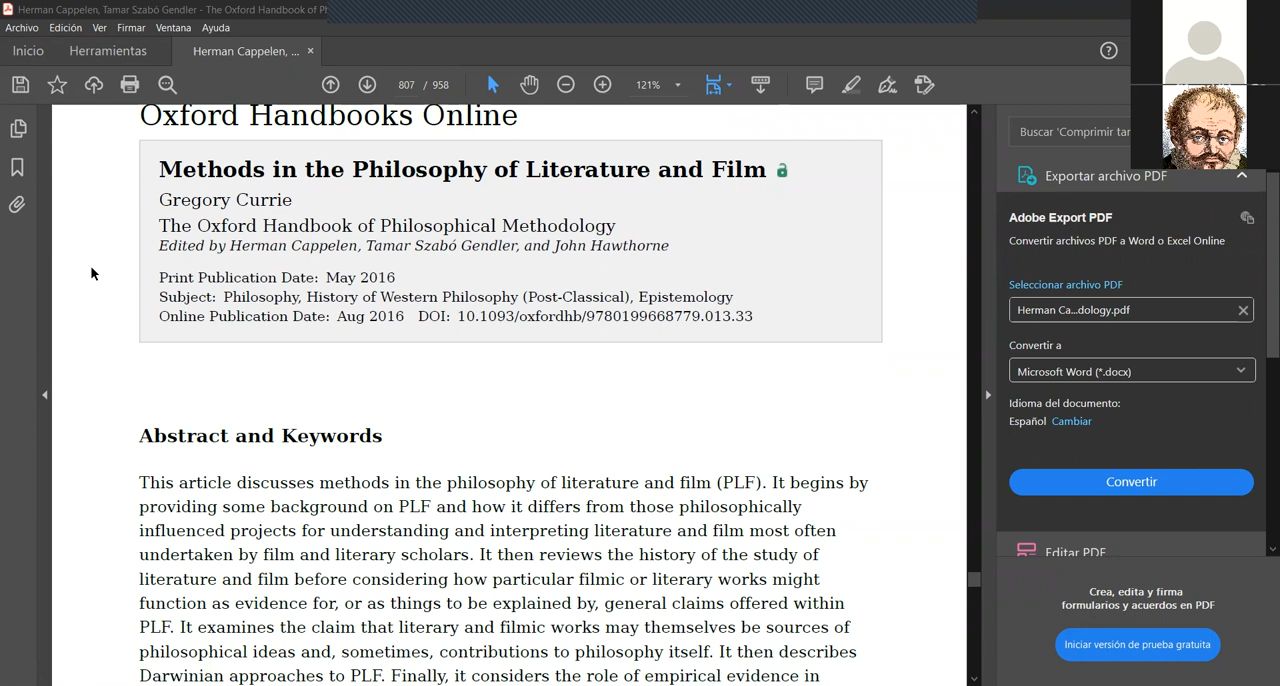 Herman Cappelen, Tamar Szabó Gendler - The Oxford Handbook of Ph
Archivo Edición Ver Firmar Ventana Ayuda
Inicio Herramientas Herman Cappelen, ... ×
807 / 958 121%
Oxford Handbooks Online
Methods in the Philosophy of Literature and Film
Gregory Currie
The Oxford Handbook of Philosophical Methodology
Edited by Herman Cappelen, Tamar Szabó Gendler, and John Hawthorne
Print Publication Date: May 2016
Subject: Philosophy, History of Western Philosophy (Post-Classical), Epistemology
Online Publication Date: Aug 2016 DOI: 10.1093/oxfordhb/9780199668779.013.33
Abstract and Keywords
This article discusses methods in the philosophy of literature and film (PLF). It begins by
providing some background on PLF and how it differs from those philosophically
influenced projects for understanding and interpreting literature and film most often
undertaken by film and literary scholars. It then reviews the history of the study of
literature and film before considering how particular filmic or literary works might
function as evidence for, or as things to be explained by, general claims offered within
PLF. It examines the claim that literary and filmic works may themselves be sources of
philosophical ideas and, sometimes, contributions to philosophy itself. It then describes
Darwinian approaches to PLF. Finally, it considers the role of empirical evidence in
Buscar 'Comprimir tar
Exportar archivo PDF
Adobe Export PDF
Convertir archivos PDF a Word o Excel Online
Seleccionar archivo PDF
Herman Ca...dology.pdf
Convertir a
Microsoft Word (*.docx)
Idioma del documento:
Español Cambiar
Convertir
Editar PDF
Crea, edita y firma
formularios y acuerdos en PDF
Iniciar versión de prueba gratuita